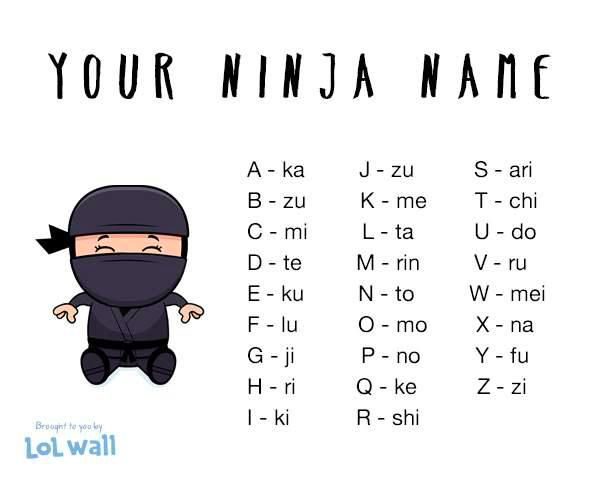 YOUR NINJA NAME
A - ka
B - zu
C - mi
D - te
E - ku
F - lu
G - ji
H - ri
I - ki
J - zu
K - me
L - ta
M - rin
N - to
O - mo
P - no
Q - ke
R - shi
S - ari
T - chi
U - do
V - ru
W - mei
X - na
Y - fu
Z - zi
Brought to you by
LOL wall